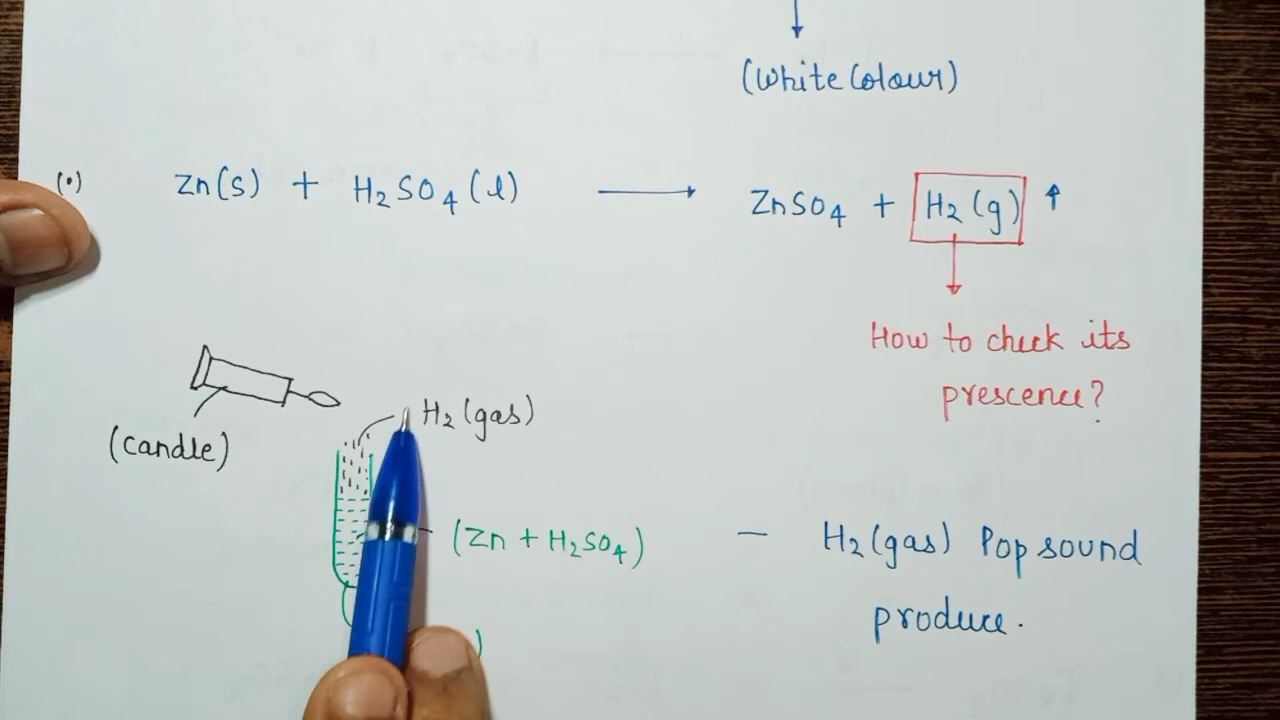 (White Colour)
(•) Zn(s) + H₂SO₄(l) ⟶ ZnSO₄ + H₂(g) ↑
How to check its
prescence?
(Candle)
H₂(gas)
(Zn + H₂SO₄)
— H₂(gas) Pop sound
produce.
)